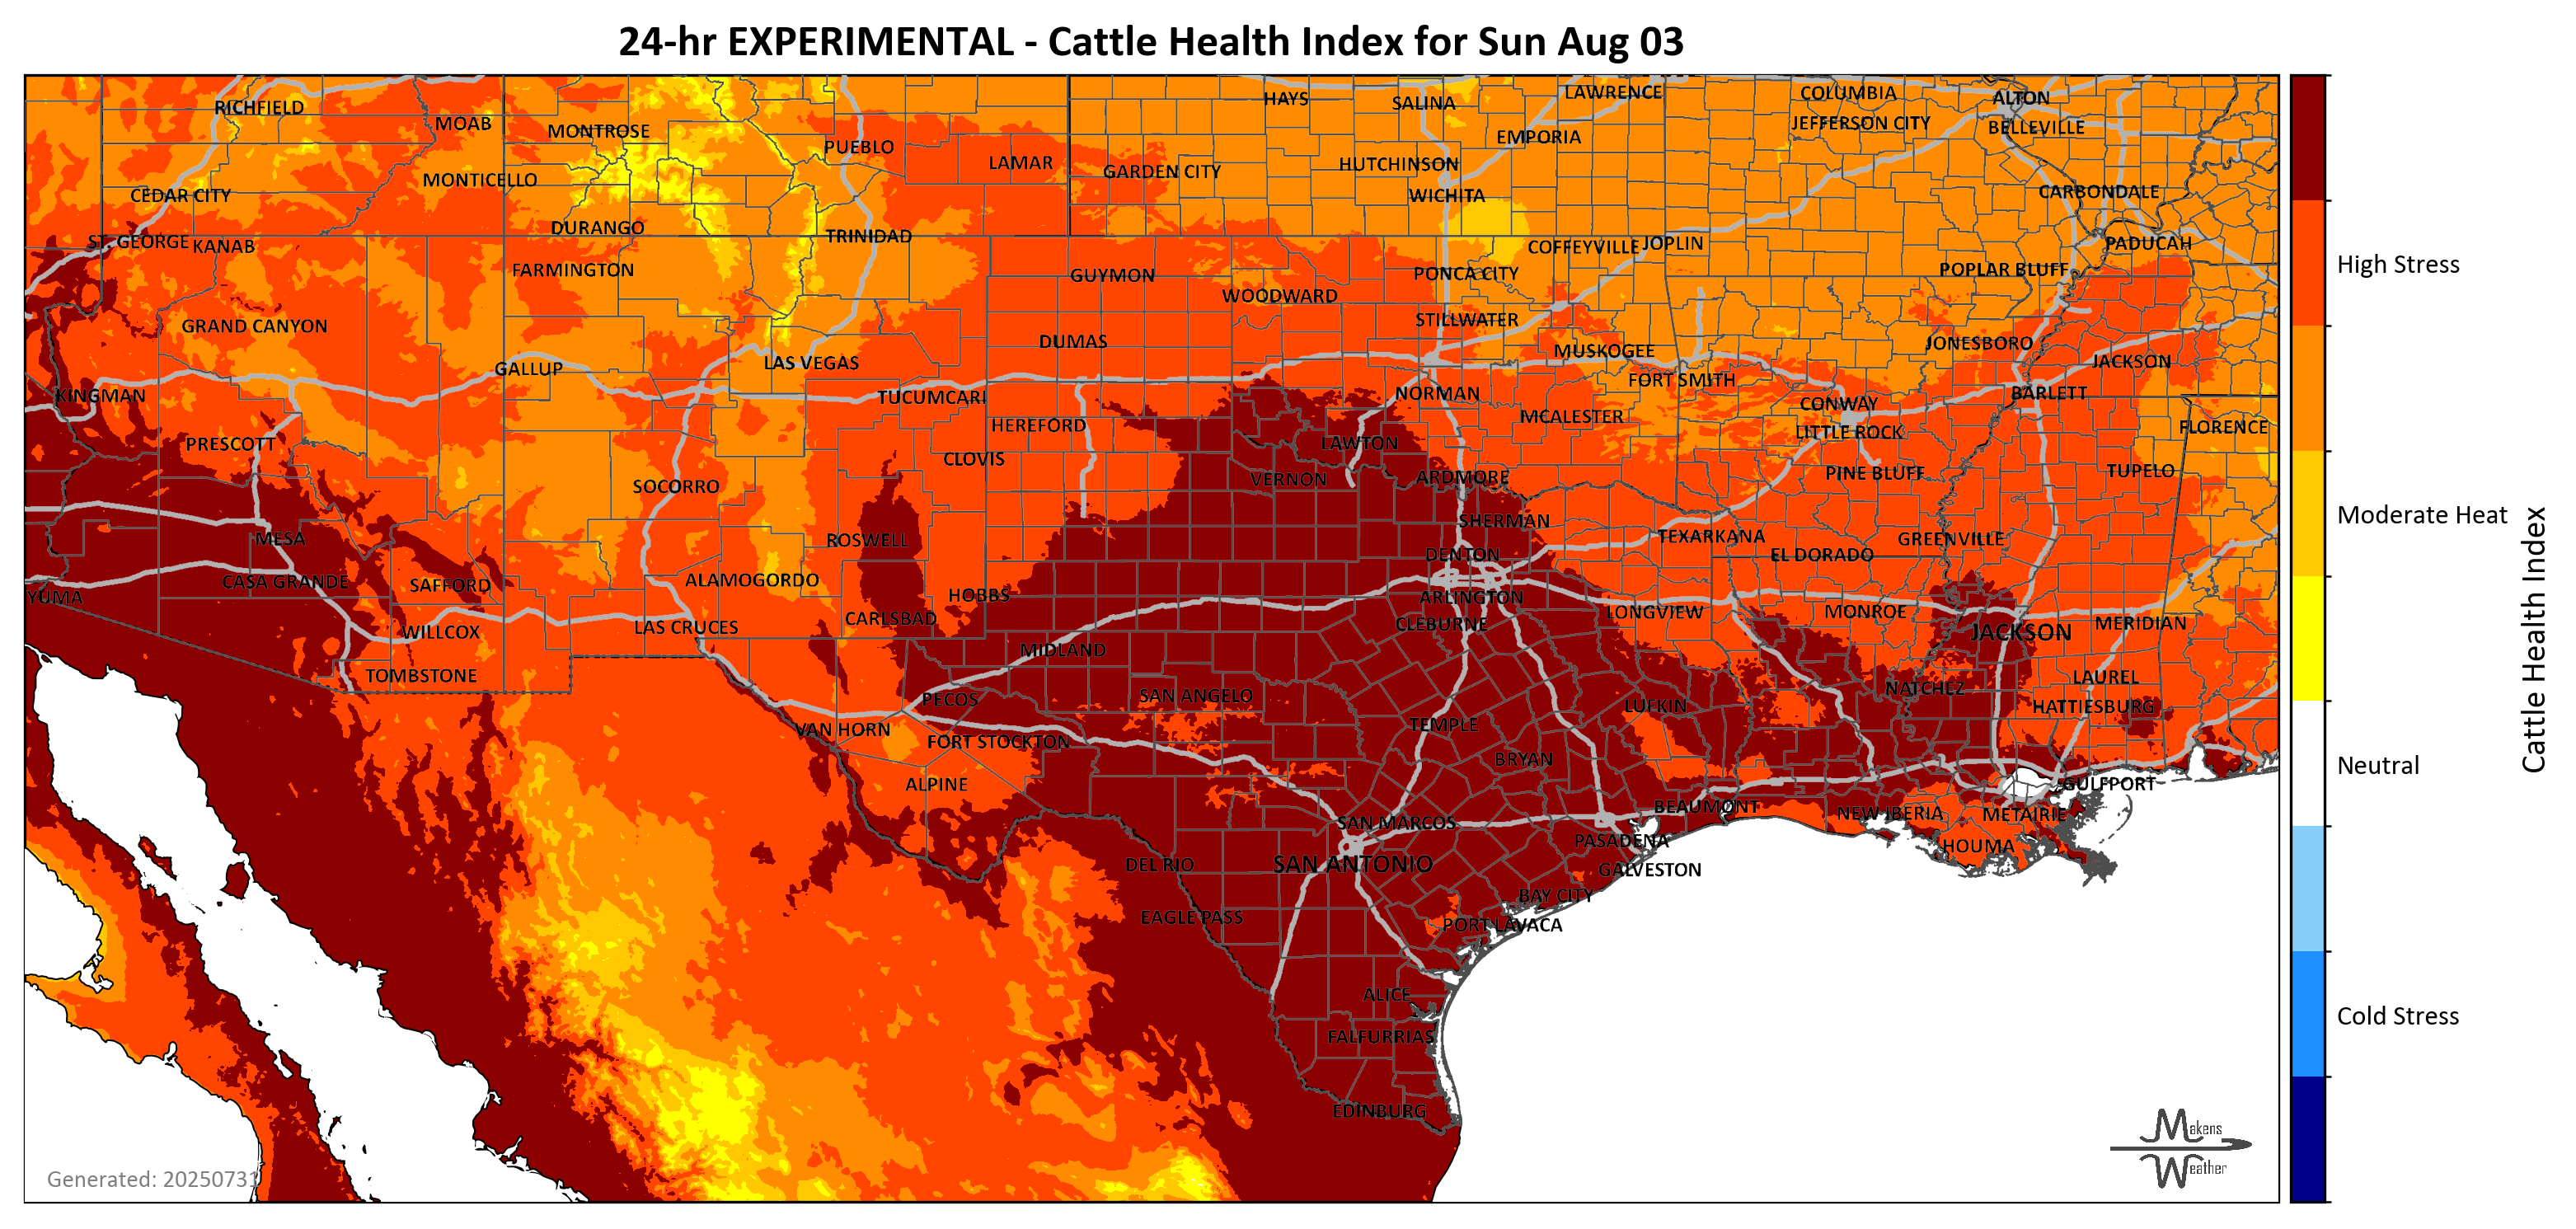 24-hr EXPERIMENTAL - Cattle Health Index for Sun Aug 03
HAYS
SALINA
LAWRENCE
COLUMBIA
ALTON
RICHFIELD
MOAB
MONTROSE
JEFFERSON CITY
BELLEVILLE
PUEBLO
EMPORIA
LAMAR
GARDEN CITY
HUTCHINSON
MONTICELLO
CEDAR CITY
WICHITA
CARBONDALE
DURANGO
TRINIDAD
ST. GEORGE
KANAB
COFFEYVILLE
JOPLIN
PADUCAH
FARMINGTON
GUYMON
PONCA CITY
POPLAR BLUFF
High Stress
WOODWARD
GRAND CANYON
STILLWATER
DUMAS
MUSKOGEE
JONESBORO
GALLUP
LAS VEGAS
JACKSON
FORT SMITH
KINGMAN
TUCUMCARI
NORMAN
BARLETT
CONWAY
HEREFORD
MCALESTER
FLORENCE
PRESCOTT
LAWTON
LITTLE ROCK
CLOVIS
VERNON
ARDMORE
PINE BLUFF
TUPELO
SOCORRO
Moderate Heat
SHERMAN
MESA
ROSWELL
TEXARKANA
GREENVILLE
DENTON
EL DORADO
CASA GRANDE
SAFFORD
ALAMOGORDO
YUMA
HOBBS
ARLINGTON
LONGVIEW
MONROE
CARLSBAD
CLEBURNE
MERIDIAN
WILLCOX
LAS CRUCES
JACKSON
MIDLAND
Cattle Health Index
TOMBSTONE
LAUREL
NATCHEZ
PECOS
SAN ANGELO
LUFKIN
HATTIESBURG
VAN HORN
TEMPLE
FORT STOCKTON
BRYAN
Neutral
ALPINE
GULFPORT
BEAUMONT
NEW IBERIA
METAIRIE
SAN MARCOS
PASADENA
HOUMA
DEL RIO
SAN ANTONIO
GALVESTON
BAY CITY
EAGLE PASS
PORT LAVACA
ALICE
Cold Stress
FALFURRIAS
EDINBURG
Makens
Weather
Generated: 20250731